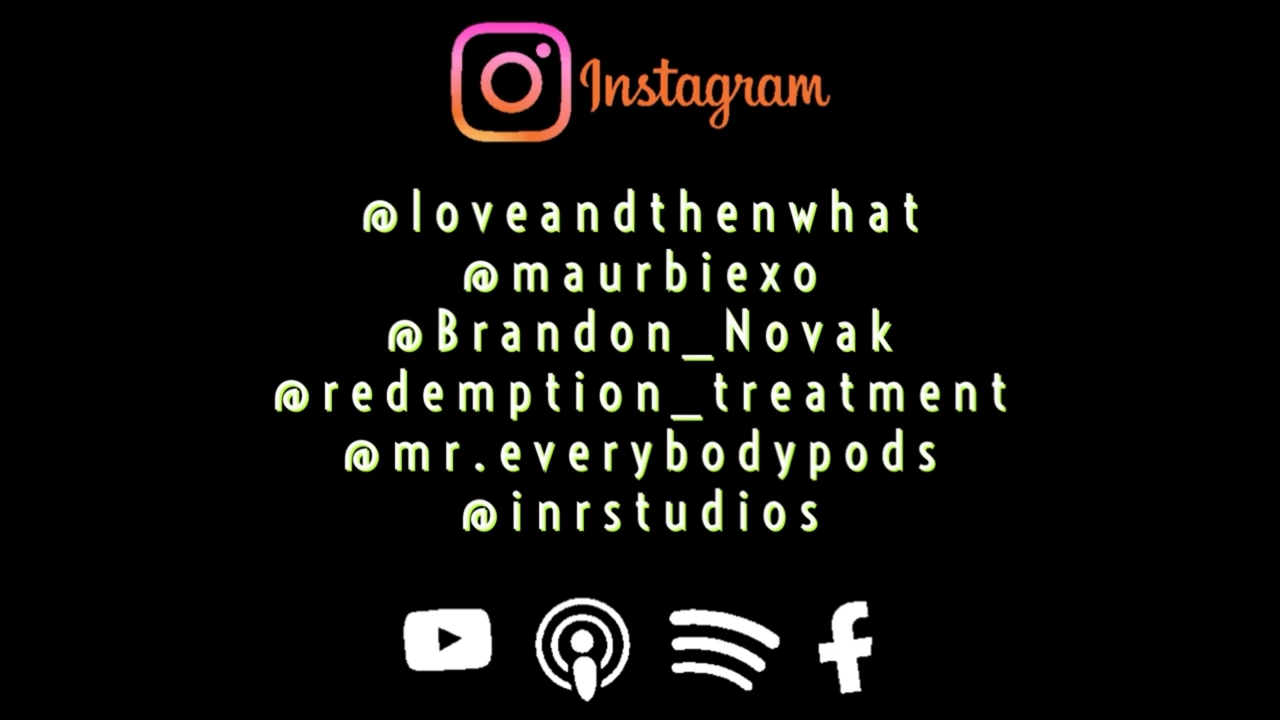 Instagram
@loveandthenwhat
@maurbiexo
@Brandon_Novak
@redemption_treatment
@mr.everybodypods
@inrstudios